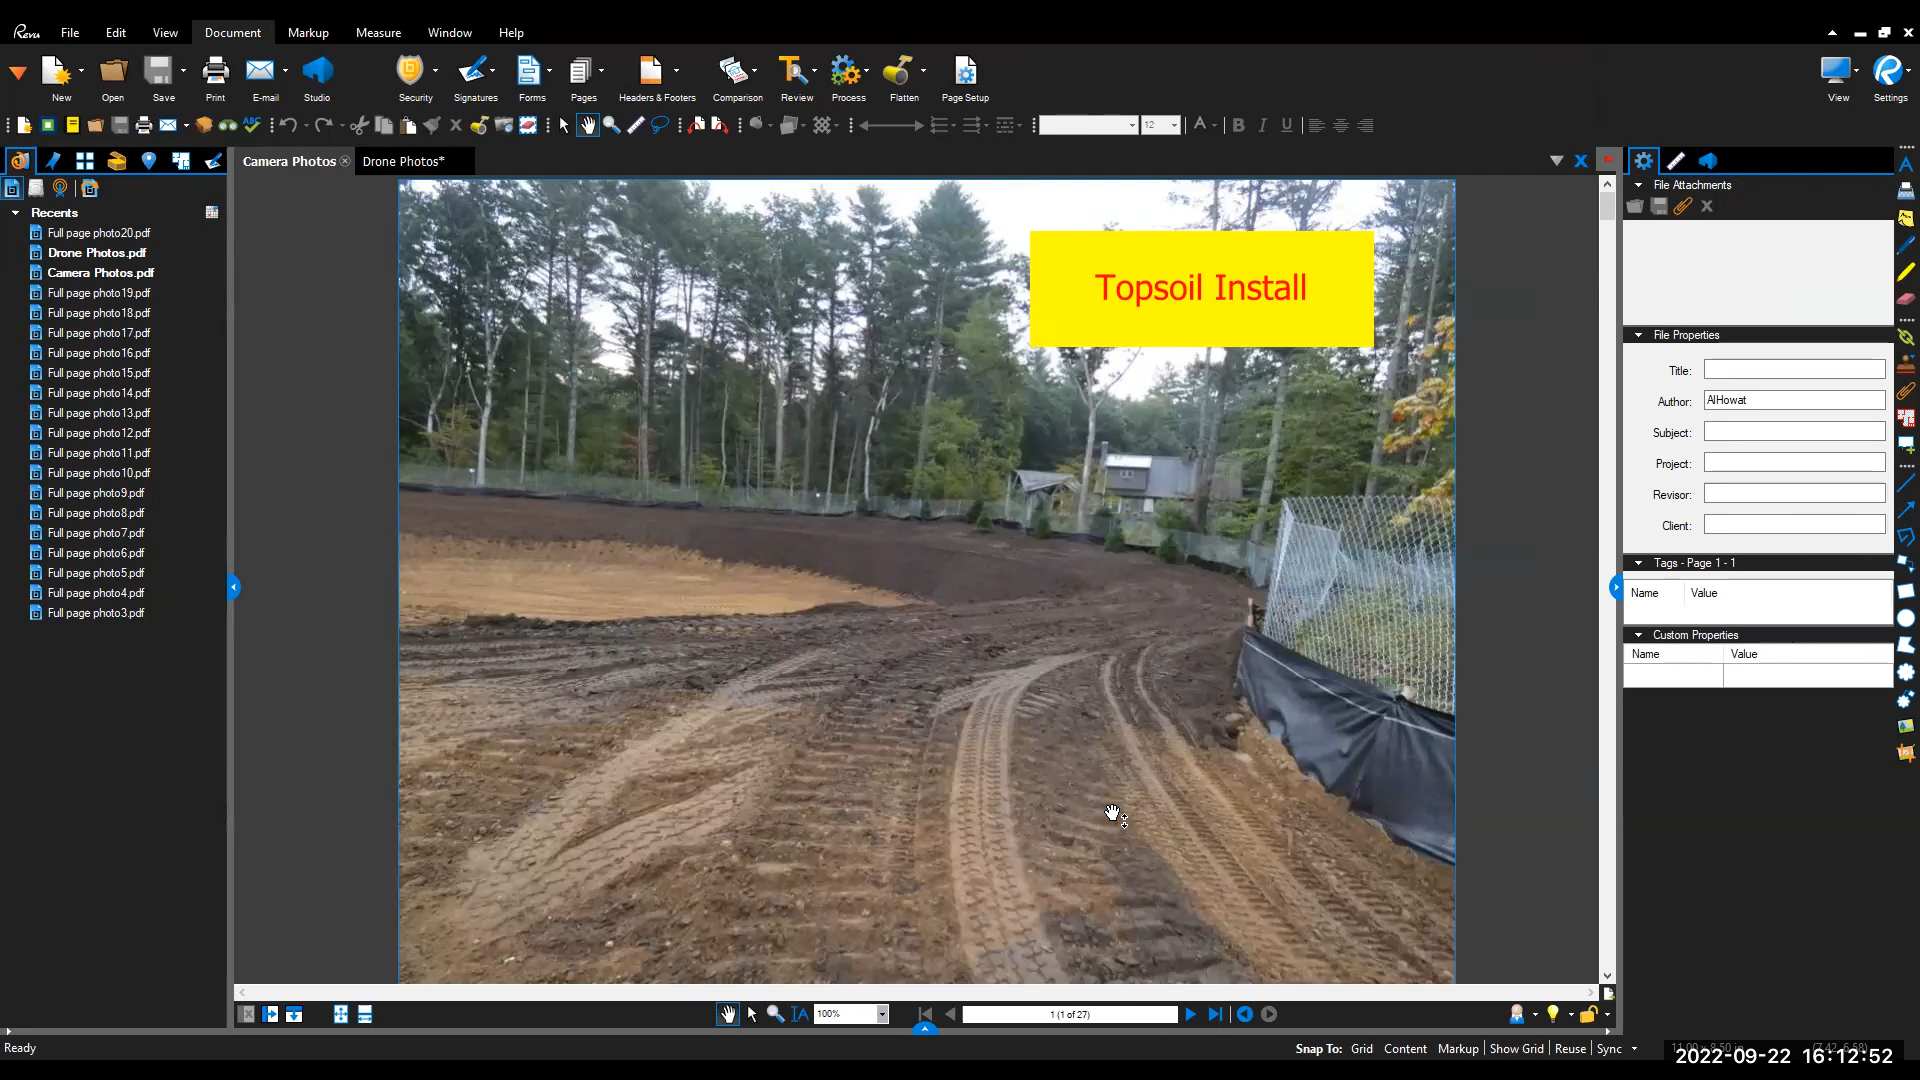 Revu File Edit View Document Markup Measure Window Help
New Open Save Print E-mail Studio Security Signatures Forms Pages Headers & Footers Comparison Review Process Flatten Page Setup View Settings
12
Camera Photos Drone Photos*
Recents
Full page photo20.pdf
Drone Photos.pdf
Camera Photos.pdf
Full page photo19.pdf
Full page photo18.pdf
Full page photo17.pdf
Full page photo16.pdf
Full page photo15.pdf
Full page photo14.pdf
Full page photo13.pdf
Full page photo12.pdf
Full page photo11.pdf
Full page photo10.pdf
Full page photo9.pdf
Full page photo8.pdf
Full page photo7.pdf
Full page photo6.pdf
Full page photo5.pdf
Full page photo4.pdf
Full page photo3.pdf
Topsoil Install
File Attachments
File Properties
Title:
Author: AlHowat
Subject:
Project:
Revisor:
Client:
Tags - Page 1 - 1
Name Value
Custom Properties
Name Value
100% 1 (1 of 27)
Ready
Snap To: Grid Content Markup Show Grid Reuse Sync
2022-09-22 16:12:52